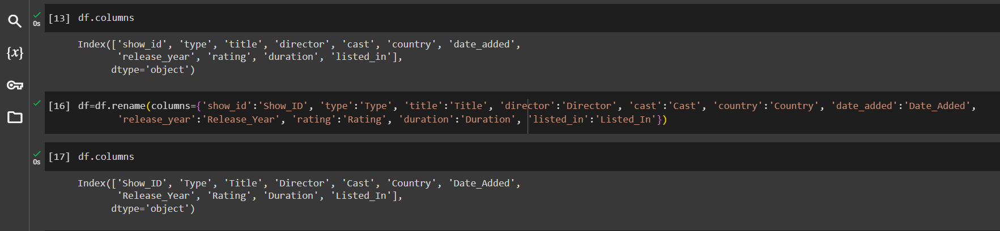 [13] df.columns
0s
Index(['show_id', 'type', 'title', 'director', 'cast', 'country', 'date_added',
'release_year', 'rating', 'duration', 'listed_in'],
dtype='object')
{x}
[16] df=df.rename(columns={'show_id':'Show_ID', 'type':'Type', 'title':'Title', 'director':'Director', 'cast':'Cast', 'country':'Country', 'date_added':'Date_Added',
'release_year':'Release_Year', 'rating':'Rating', 'duration':'Duration', 'listed_in':'Listed_In'})
[17] df.columns
0s
Index(['Show_ID', 'Type', 'Title', 'Director', 'Cast', 'Country', 'Date_Added',
'Release_Year', 'Rating', 'Duration', 'Listed_In'],
dtype='object')